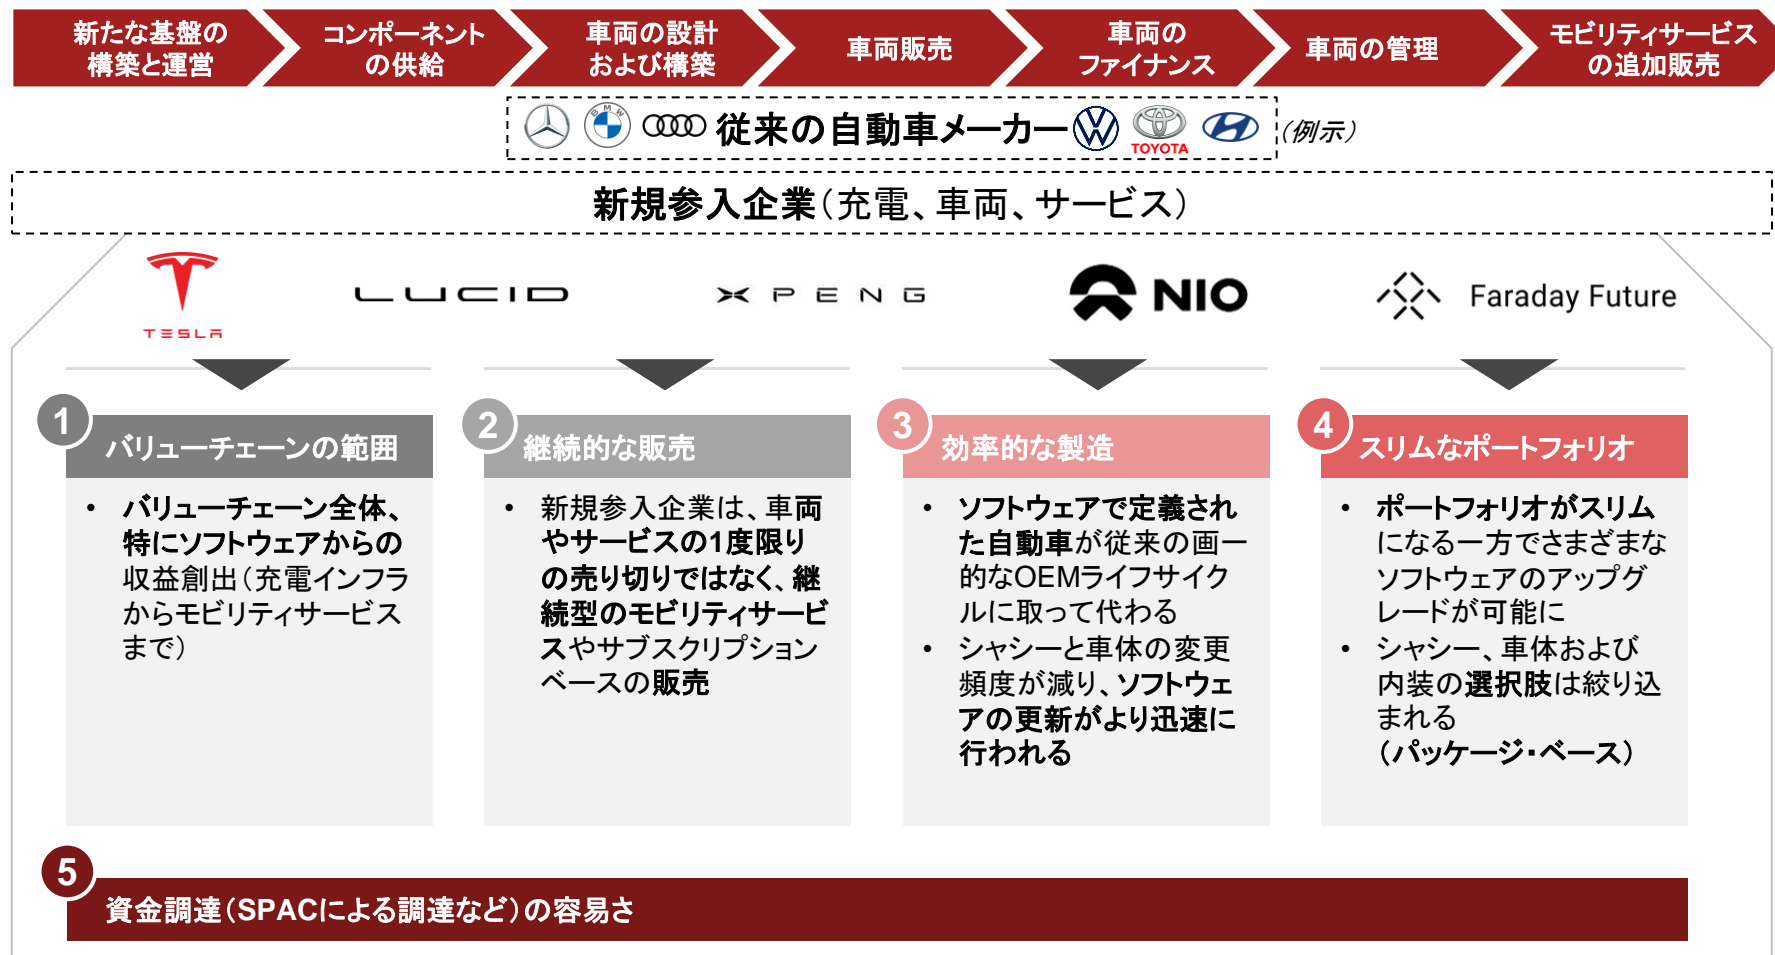 新たな基盤の
構築と運営
コンポーネント
の供給
車両の設計
および構築
車両販売
車両の
ファイナンス
車両の管理
モビリティサービス
の追加販売
BMW
従来の自動車メーカー
TOYOTA
(例示)
新規参入企業(充電、車両、サービス)
TESLA
LUCID
XPENG
NIO
Faraday Future
1
バリューチェーンの範囲
• バリューチェーン全体、
特にソフトウェアからの
収益創出(充電インフラ
からモビリティサービス
まで)
2
継続的な販売
• 新規参入企業は、車両
やサービスの1度限り
の売り切りではなく、継
続型のモビリティサービ
スやサブスクリプション
ベースの販売
3
効率的な製造
• ソフトウェアで定義され
た自動車が従来の画一
的なOEMライフサイク
ルに取って代わる
• シャシーと車体の変更
頻度が減り、ソフトウェ
アの更新がより迅速に
行われる
4
スリムなポートフォリオ
• ポートフォリオがスリム
になる一方でさまざまな
ソフトウェアのアップグ
レードが可能に
• シャシー、車体および
内装の選択肢は絞り込
まれる
(パッケージ・ベース)
5
資金調達(SPACによる調達など)の容易さ